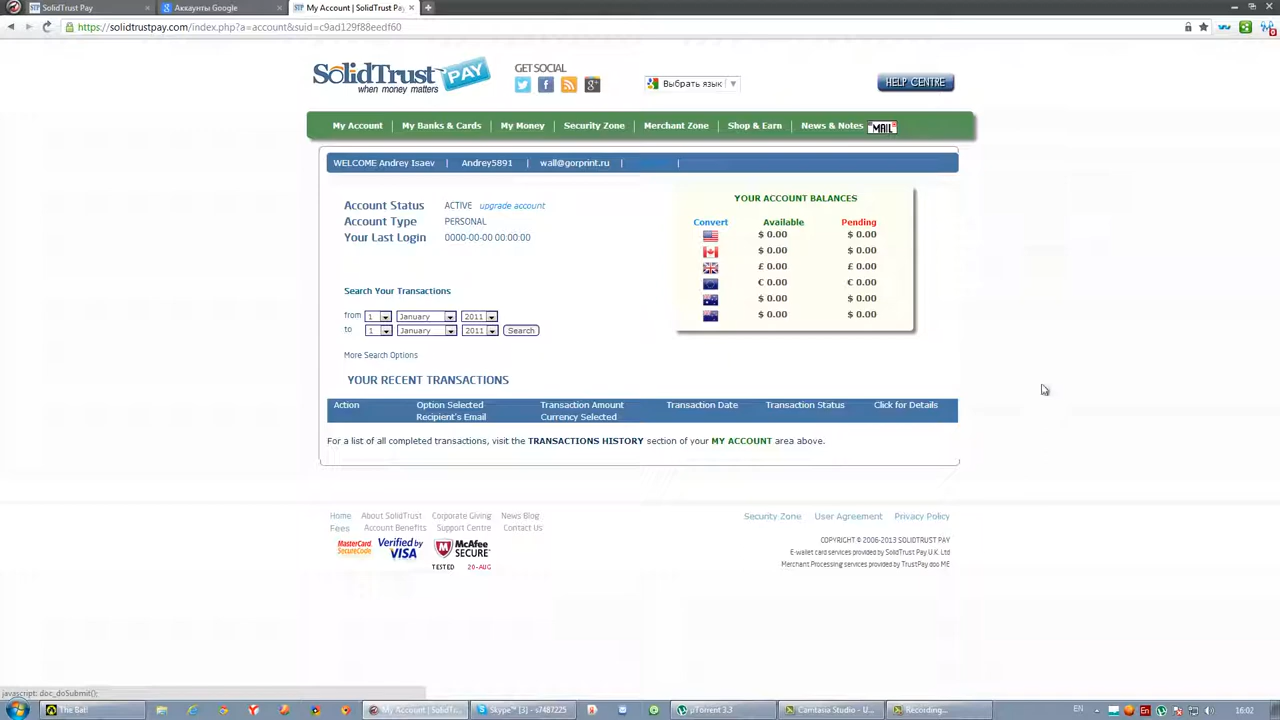 SolidTrust Pay
Аккаунты Google
My Account | SolidTrust Pay
https://solidtrustpay.com/index.php?a=account&suid=c9ad129f88eedf60
SolidTrust PAY
when money matters
GET SOCIAL
Выбрать язык
HELP CENTRE
My Account My Banks & Cards My Money Security Zone Merchant Zone Shop & Earn News & Notes MAIL
WELCOME Andrey Isaev | Andrey5891 | wall@gorprint.ru | |
Account Status ACTIVE upgrade account
Account Type PERSONAL
Your Last Login 0000-00-00 00:00:00
YOUR ACCOUNT BALANCES
Convert Available Pending
$ 0.00 $ 0.00
$ 0.00 $ 0.00
£ 0.00 £ 0.00
€ 0.00 € 0.00
$ 0.00 $ 0.00
$ 0.00 $ 0.00
Search Your Transactions
from 1 January 2011
to 1 January 2011 Search
More Search Options
YOUR RECENT TRANSACTIONS
Action Option Selected Transaction Amount Transaction Date Transaction Status Click for Details
Recipient's Email Currency Selected
For a list of all completed transactions, visit the TRANSACTIONS HISTORY section of your MY ACCOUNT area above.
Home About SolidTrust Corporate Giving News Blog
Fees Account Benefits Support Centre Contact Us
Security Zone User Agreement Privacy Policy
MasterCard SecureCode
Verified by VISA
McAfee SECURE
TESTED 20-AUG
COPYRIGHT © 2006-2013 SOLIDTRUST PAY
E-wallet card services provided by SolidTrust Pay U.K. Ltd
Merchant Processing services provided by TrustPay doo ME
javascript: doc_doSubmit();
The Bat!
My Account | SolidTr...
Skype™ [3] - s7487225
µTorrent 3.3
Camtasia Studio - U...
Recording...
EN
16:02